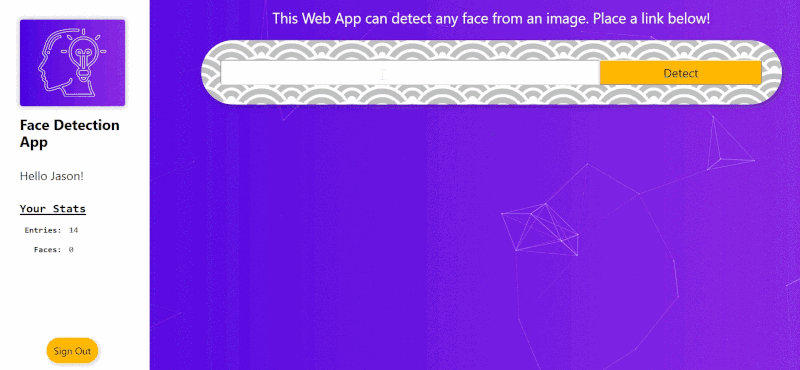 This Web App can detect any face from an image. Place a link below!
Detect
Face Detection
App
Hello Jason!
Your Stats
Entries: 14
Faces: 0
Sign Out